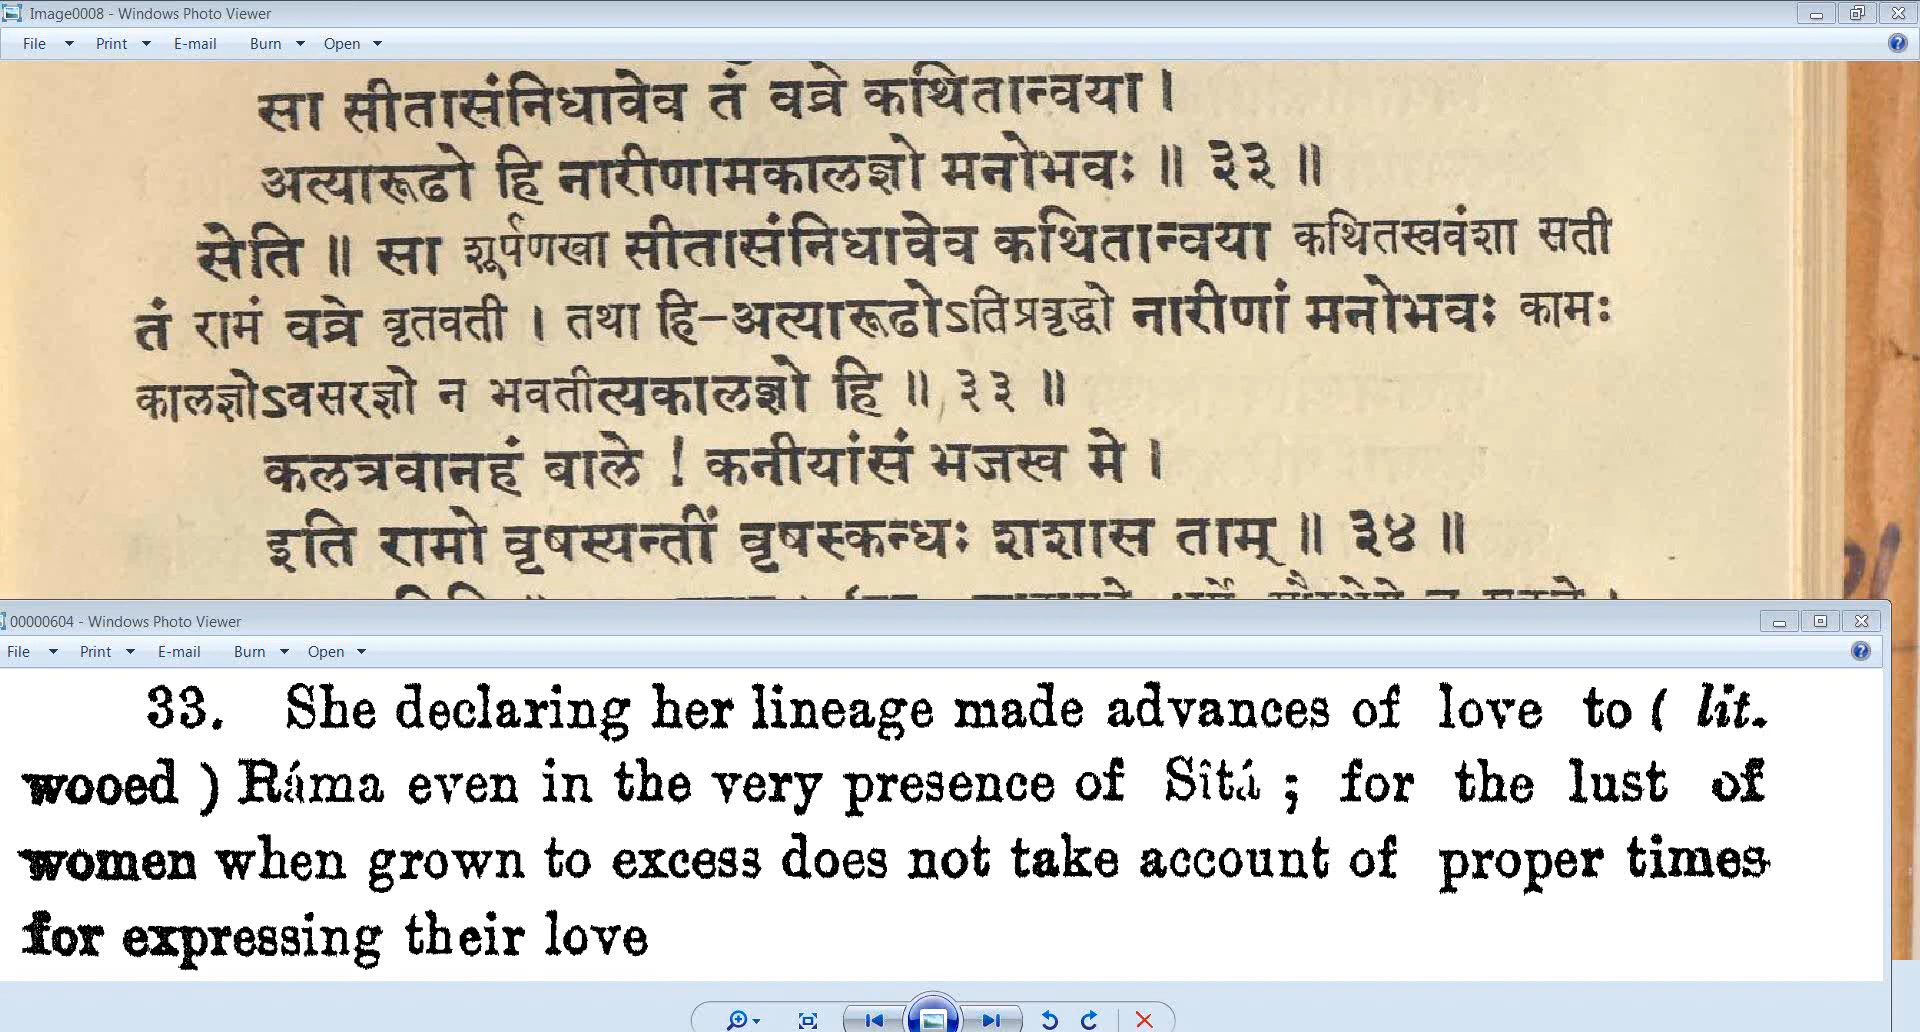 Image0008 - Windows Photo Viewer
File Print E-mail Burn Open
सा सीतासंनिधावेव तं वव्रे कथितान्वया ।
अत्यारूढो हि नारीणामकालज्ञो मनोभवः ॥ ३३ ॥
सेति ॥ सा शूर्पणखा सीतासंनिधावेव कथितान्वया कथितस्ववंशा सती
तं रामं वव्रे वृतवती । तथा हि–अत्यारूढोऽतिप्रवृद्धो नारीणां मनोभवः कामः
कालज्ञोऽवसरज्ञो न भवतीत्यकालज्ञो हि ॥ ३३ ॥
कलत्रवानहं बाले ! कनीयांसं भजस्व मे ।
इति रामो वृषस्यन्तीं वृषस्कन्धः शशास ताम् ॥ ३४ ॥
00000604 - Windows Photo Viewer
File Print E-mail Burn Open
33. She declaring her lineage made advances of love to ( lit.
wooed ) Ráma even in the very presence of Sîtá ; for the lust of
women when grown to excess does not take account of proper times
for expressing their love